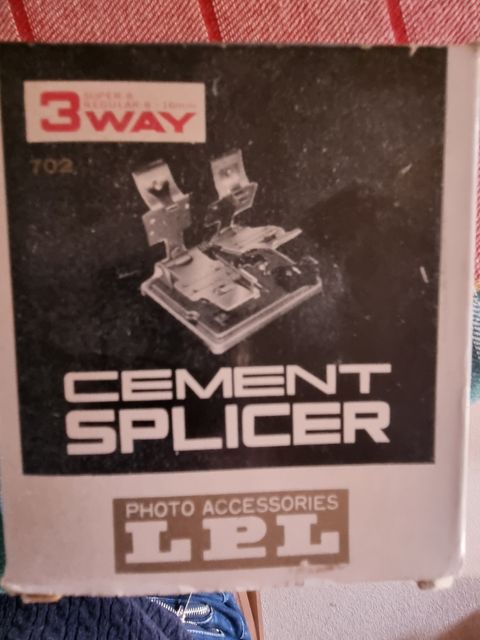 SUPER-8
REGULAR-8 · 16mm
3 WAY
702
CEMENT
SPLICER
PHOTO ACCESSORIES
LPL